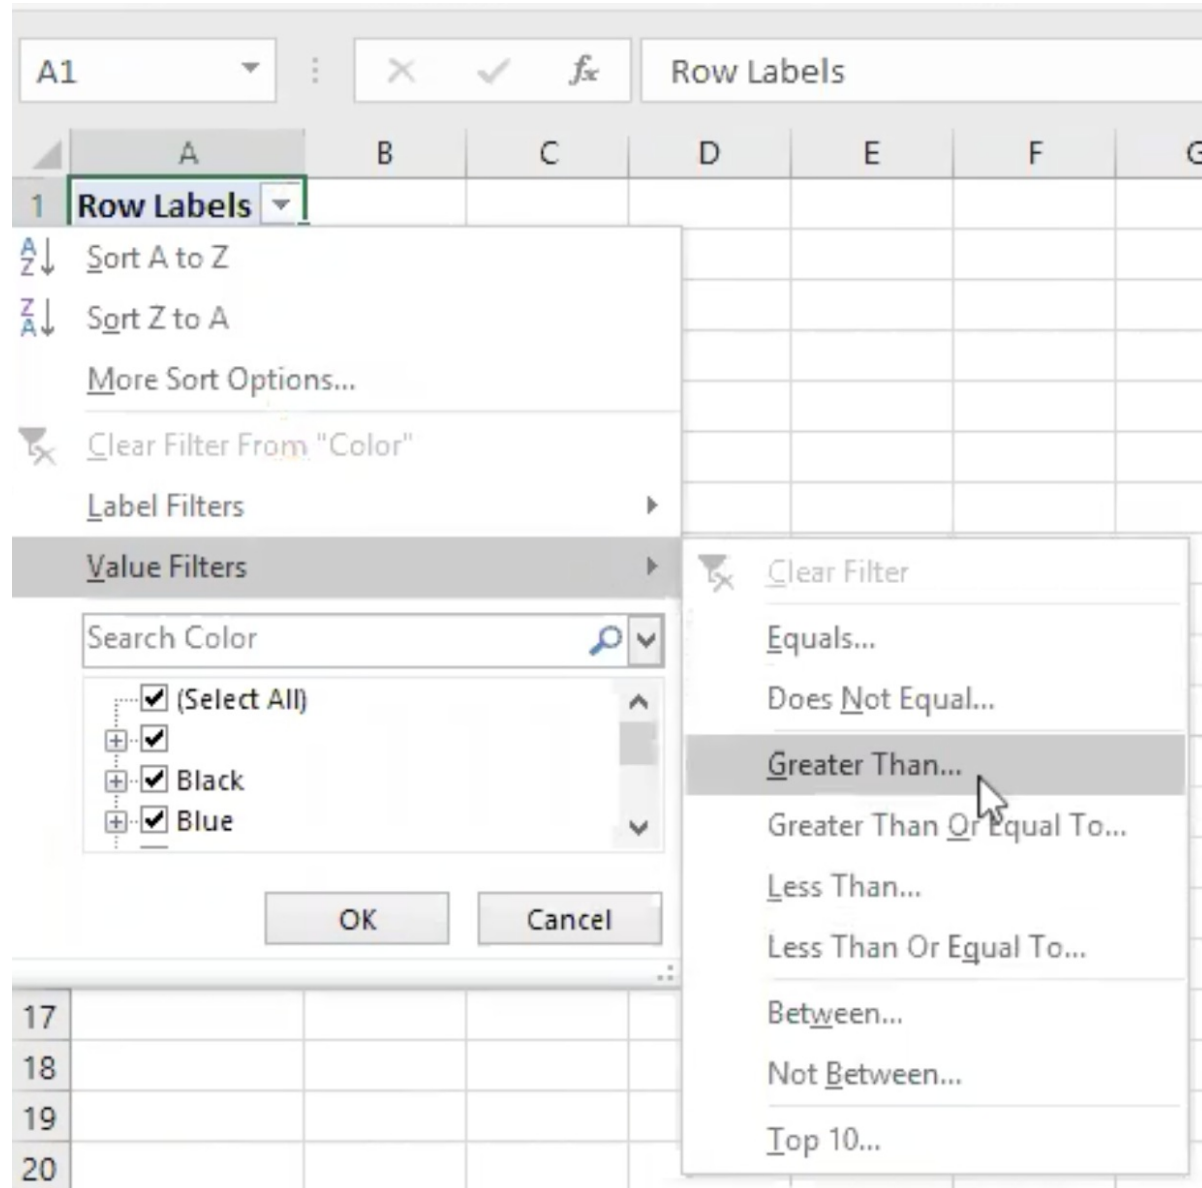 A1
fx
Row Labels
A B C D E F G
1 Row Labels
Sort A to Z
Sort Z to A
More Sort Options...
Clear Filter From "Color"
Label Filters
Value Filters
Search Color
(Select All)
Black
Blue
OK Cancel
Clear Filter
Equals...
Does Not Equal...
Greater Than...
Greater Than Or Equal To...
Less Than...
Less Than Or Equal To...
Between...
Not Between...
Top 10...
17
18
19
20